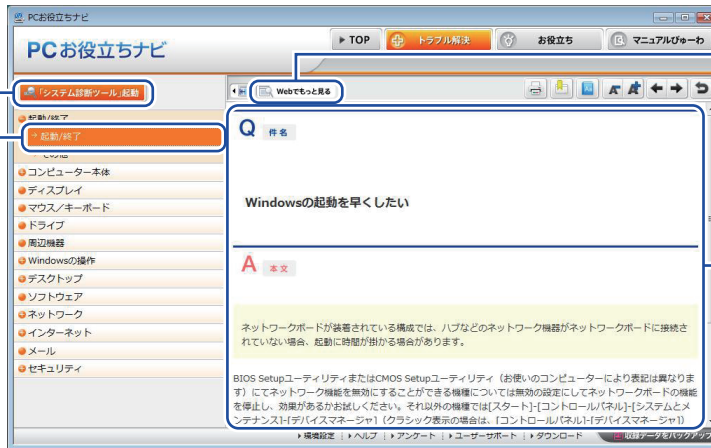 PCお役立ちナビ
PCお役立ちナビ
TOP
トラブル解決
お役立ち
マニュアルびゅーわ
「システム診断ツール」起動
Webでもっと見る
起動/終了
起動/終了
その他
コンピューター本体
ディスプレイ
マウス/キーボード
ドライブ
周辺機器
Windowsの操作
デスクトップ
ソフトウェア
ネットワーク
インターネット
メール
セキュリティ
Q 件名
Windowsの起動を早くしたい
A 本文
ネットワークボードが装着されている構成では、ハブなどのネットワーク機器がネットワークボードに接続さ
れていない場合、起動に時間が掛かる場合があります。
BIOS SetupユーティリティまたはCMOS Setupユーティリティ（お使いのコンピューターにより表記は異なりま
す）にてネットワーク機能を無効にすることができる機種については無効の設定にしてネットワークボードの機能
を停止し、効果があるかお試しください。それ以外の機種では[スタート]-[コントロールパネル]-[システムとメ
ンテナンス]-[デバイスマネージャ]（クラシック表示の場合は、[コントロールパネル]-[デバイスマネージャ]）
環境設定 ヘルプ アンケート ユーザーサポート ダウンロード 収録データをバックアップ